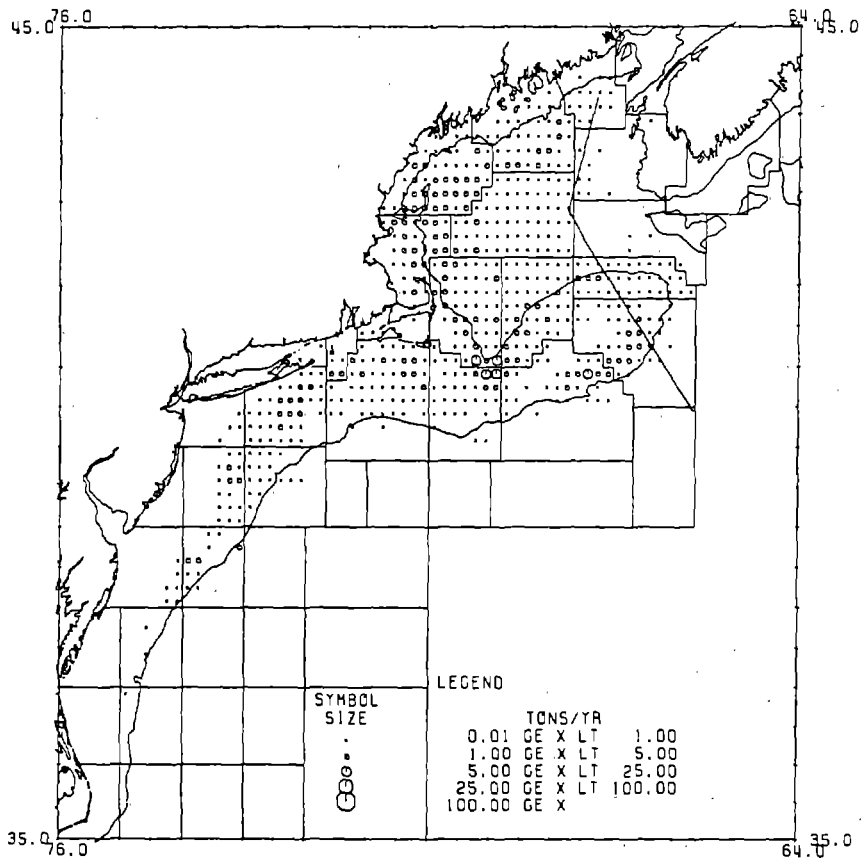 76.0
64.0
45.0
45.0
LEGEND
SYMBOL
SIZE
TONS/YR
0.01 GE X LT 1.00
1.00 GE X LT 5.00
5.00 GE X LT 25.00
25.00 GE X LT 100.00
100.00 GE X
35.0
35.0
76.0
64.0